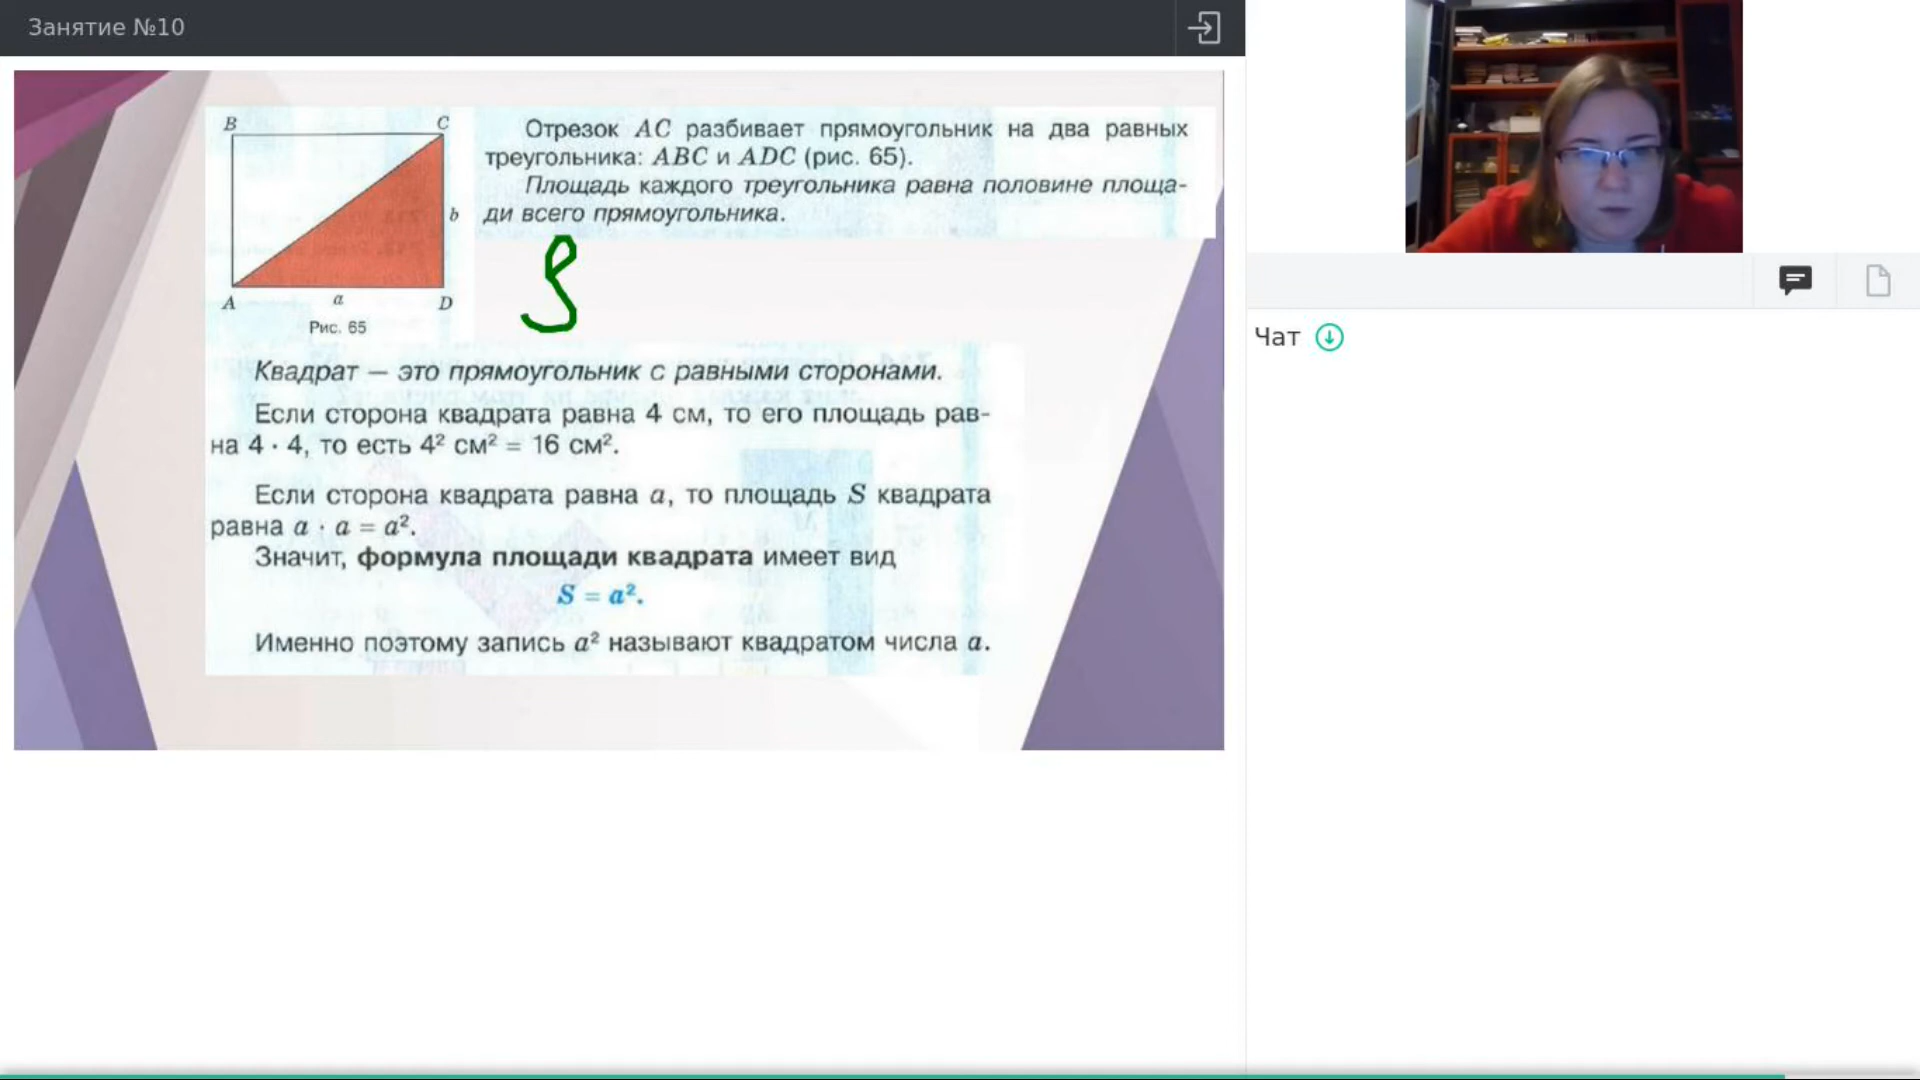 Занятие №10
B C
b
A a D
Рис. 65
Отрезок AC разбивает прямоугольник на два равных
треугольника: ABC и ADC (рис. 65).
Площадь каждого треугольника равна половине площа-
ди всего прямоугольника.
S
Квадрат — это прямоугольник с равными сторонами.
Если сторона квадрата равна 4 см, то его площадь рав-
на 4 · 4, то есть 4² см² = 16 см².
Если сторона квадрата равна a, то площадь S квадрата
равна a · a = a².
Значит, формула площади квадрата имеет вид
S = a².
Именно поэтому запись a² называют квадратом числа a.
Чат